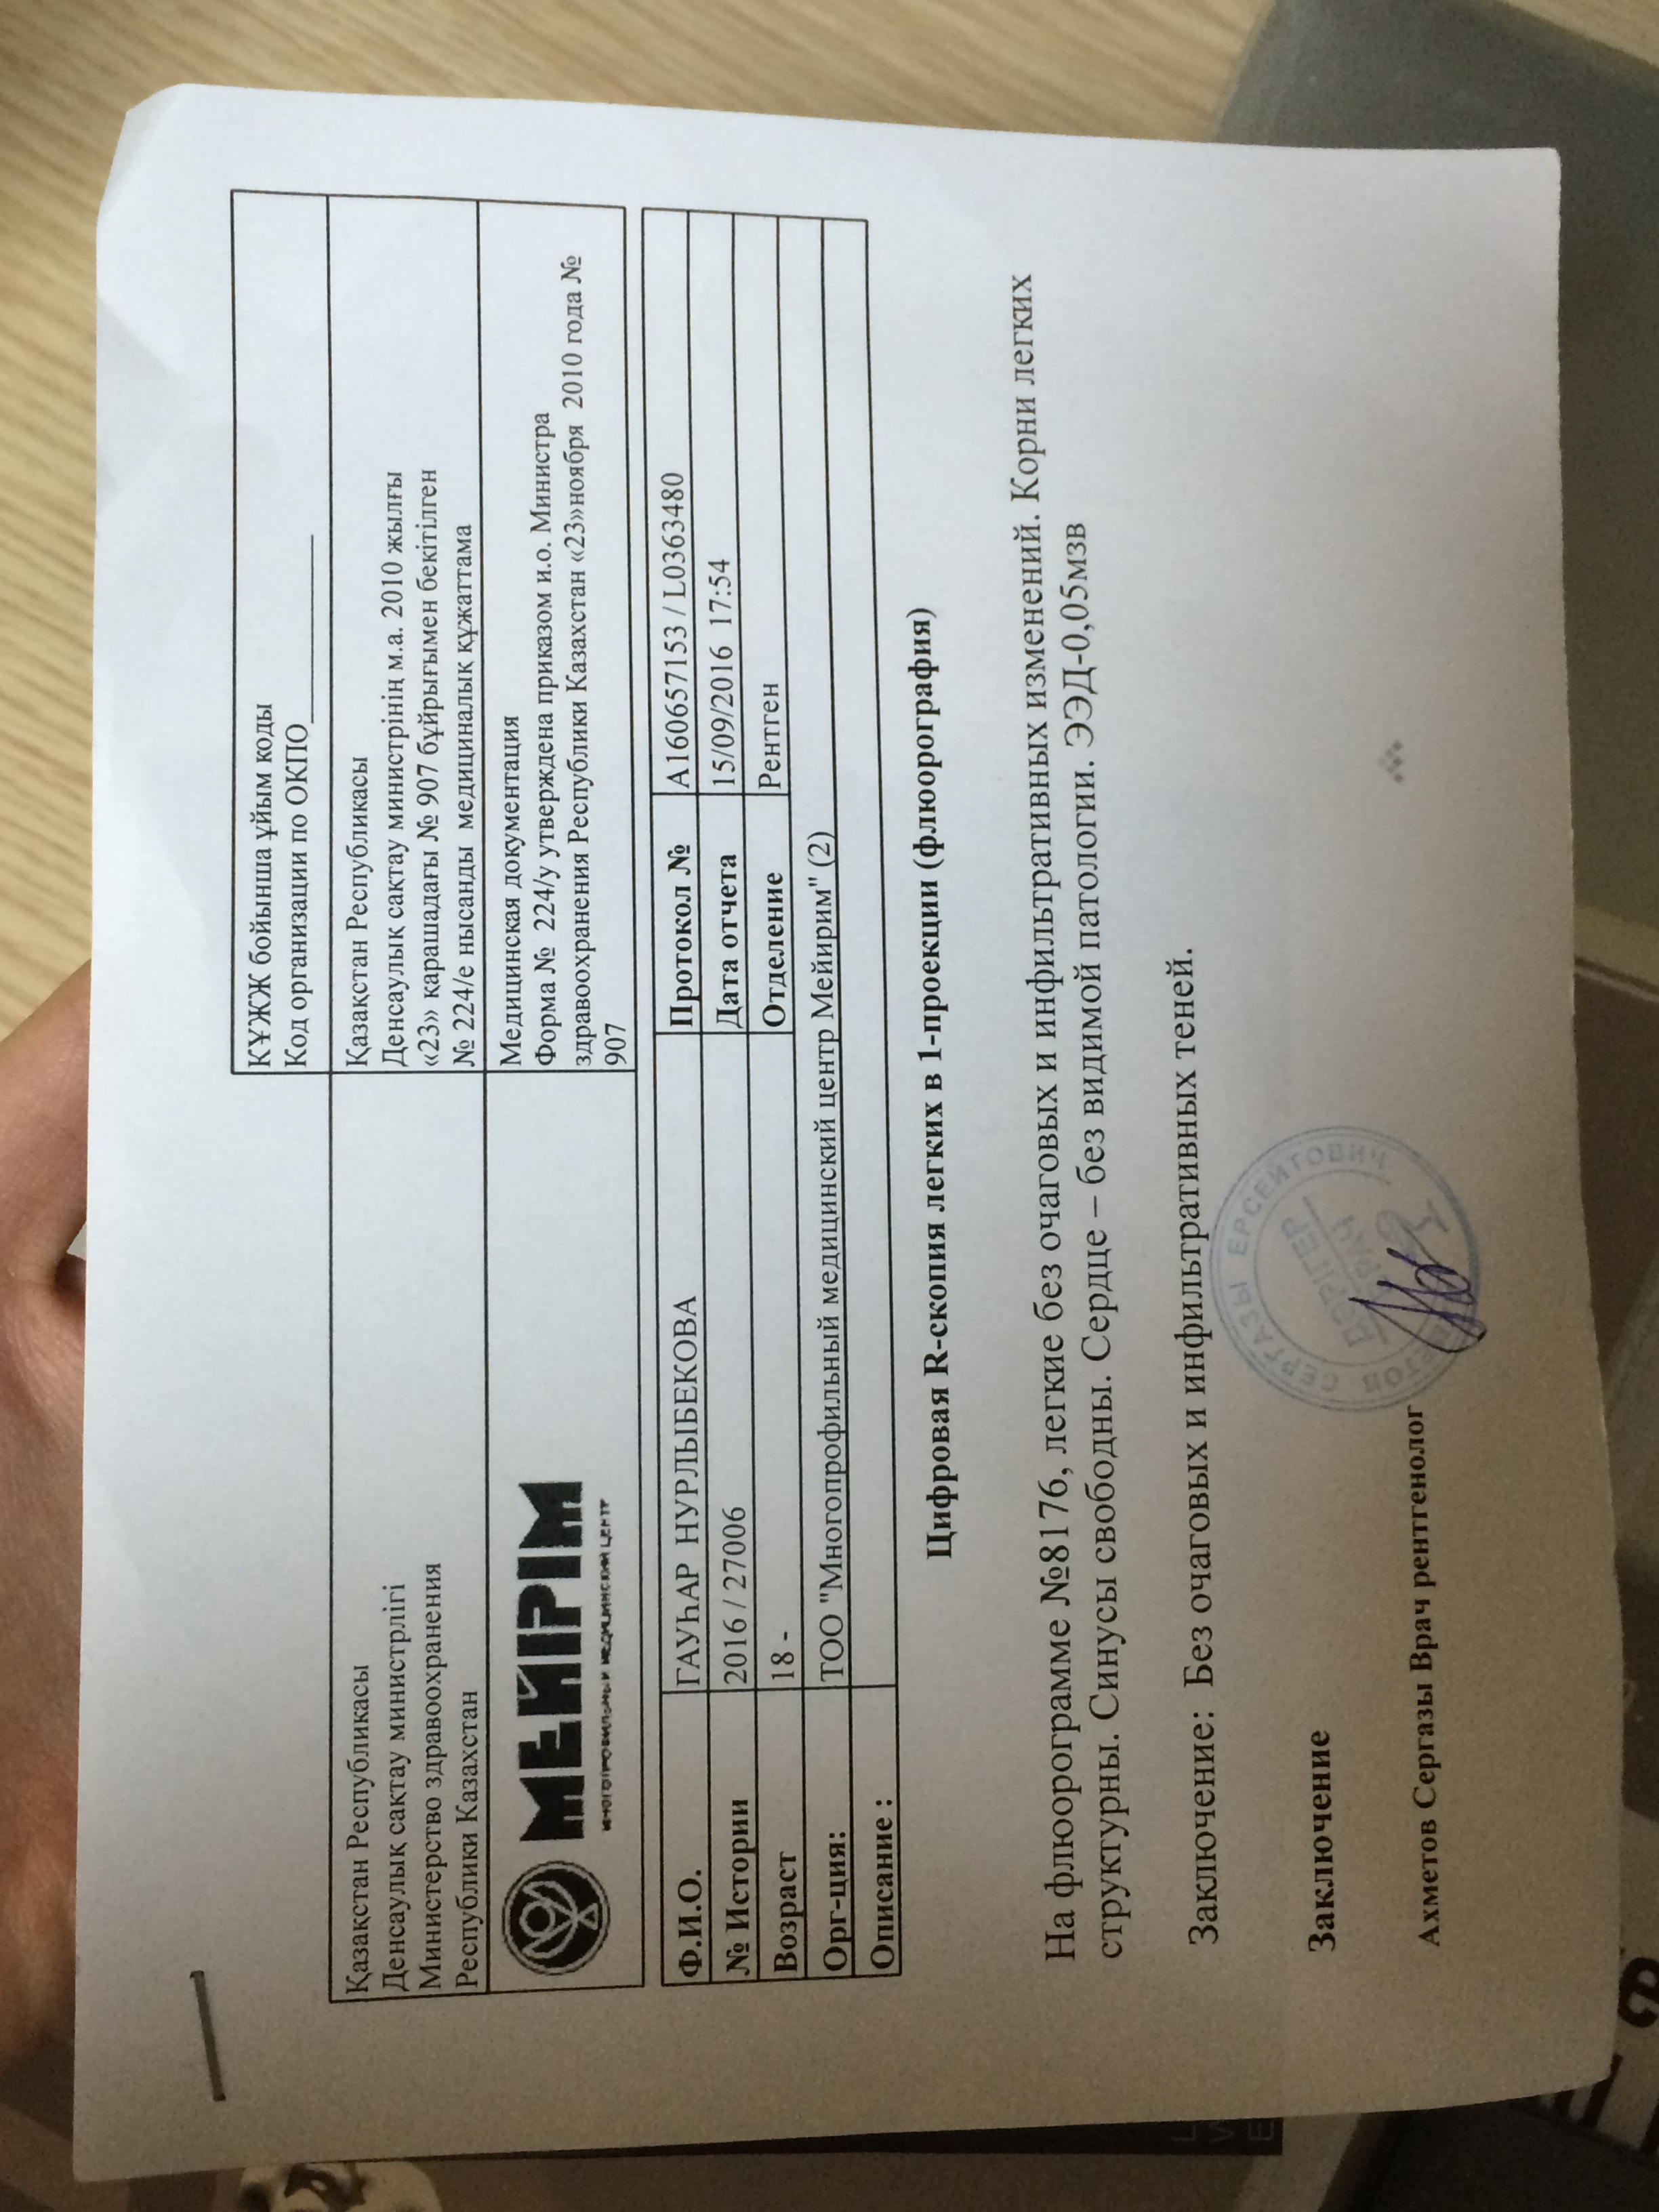 ҚҰЖЖ бойынша ұйым коды
Код организации по ОКПО____________
Қазақстан Республикасы
Денсаулық сақтау министрлігі
Министерство здравоохранения
Республики Казахстан
Қазақстан Республикасы
Денсаулық сақтау министрінің м.а. 2010 жылғы
«23» қарашадағы № 907 бұйрығымен бекітілген
№ 224/е нысанды медициналық құжаттама
МЕЙІРІМ
МНОГОПРОФИЛЬНЫЙ МЕДИЦИНСКИЙ ЦЕНТР
Медицинская документация
Форма № 224/у утверждена приказом и.о. Министра
здравоохранения Республики Казахстан «23»ноября 2010 года №
907
Ф.И.О. ГАУҺАР НУРЛЫБЕКОВА Протокол № A160657153 / L0363480
№ Истории 2016 / 27006 Дата отчета 15/09/2016 17:54
Возраст 18 - Отделение Рентген
Орг-ция: ТОО "Многопрофильный медицинский центр Мейирим" (2)
Описание :
Цифровая R-скопия легких в 1-проекции (флюорография)
На флюорограмме №8176, легкие без очаговых и инфильтративных изменений. Корни легких
структурны. Синусы свободны. Сердце – без видимой патологии. ЭЭД-0,05мзв
Заключение: Без очаговых и инфильтративных теней.
Заключение
Ахметов Сергазы Врач рентгенолог
СЕРГАЗЫ ЕРСЕЙТОВИЧ
ДӘРІГЕР
ВРАЧ